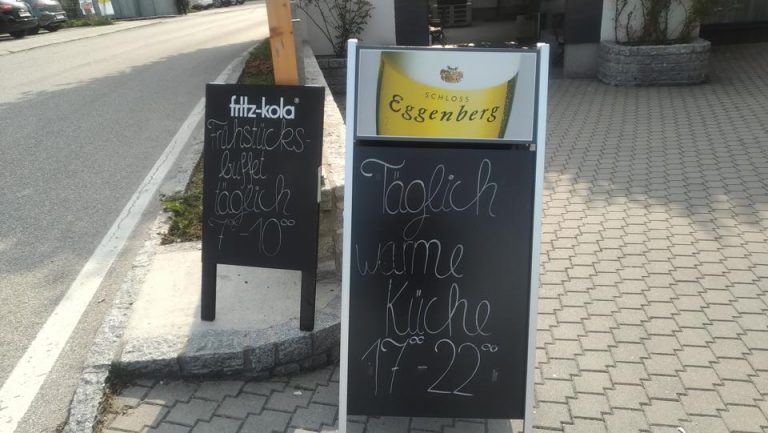 fritz-kola®
Frühstücks-
buffet
täglich
7⁰⁰-10⁰⁰
SCHLOSS
Eggenberg
Täglich
warme
Küche
17⁰⁰-22⁰⁰